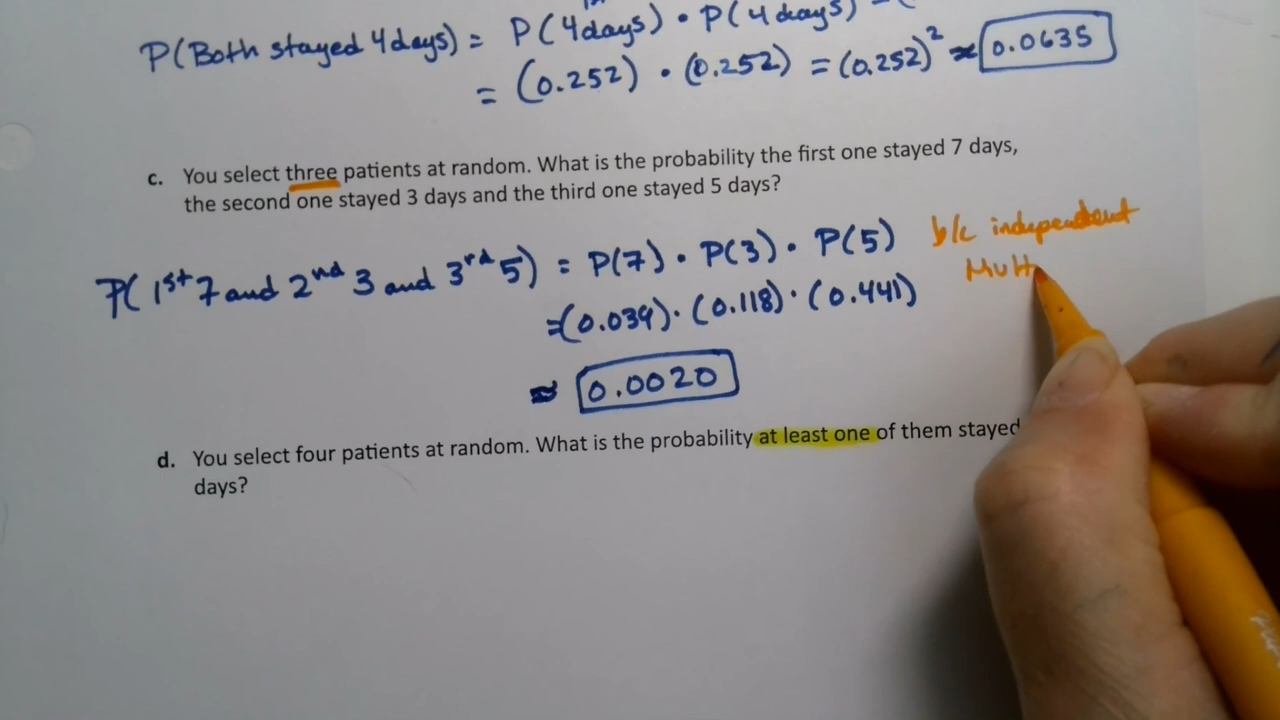 P(Both stayed 4 days) = P(4 days) • P(4 days)
= (0.252) • (0.252) = (0.252)² ≈ 0.0635
c. You select three patients at random. What is the probability the first one stayed 7 days,
the second one stayed 3 days and the third one stayed 5 days?
P(1st 7 and 2nd 3 and 3rd 5) = P(7) • P(3) • P(5)
b/c independent
Mult
=(0.039)•(0.118)•(0.441)
≈ 0.0020
d. You select four patients at random. What is the probability at least one of them stayed
days?